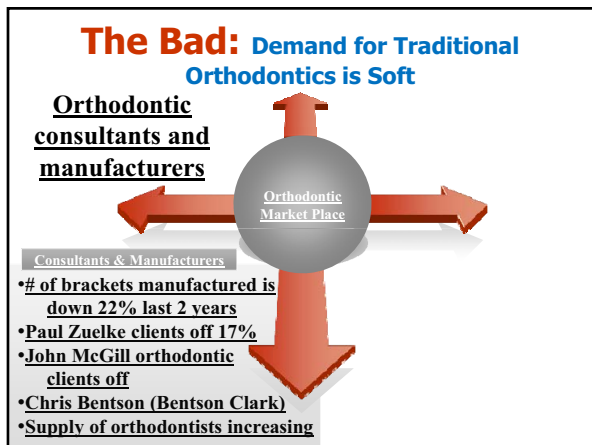 The Bad: Demand for Traditional
Orthodontics is Soft
Orthodontic
consultants and
manufacturers
Orthodontic
Market Place
Consultants & Manufacturers
•# of brackets manufactured is
down 22% last 2 years
•Paul Zuelke clients off 17%
•John McGill orthodontic
clients off
•Chris Bentson (Bentson Clark)
•Supply of orthodontists increasing